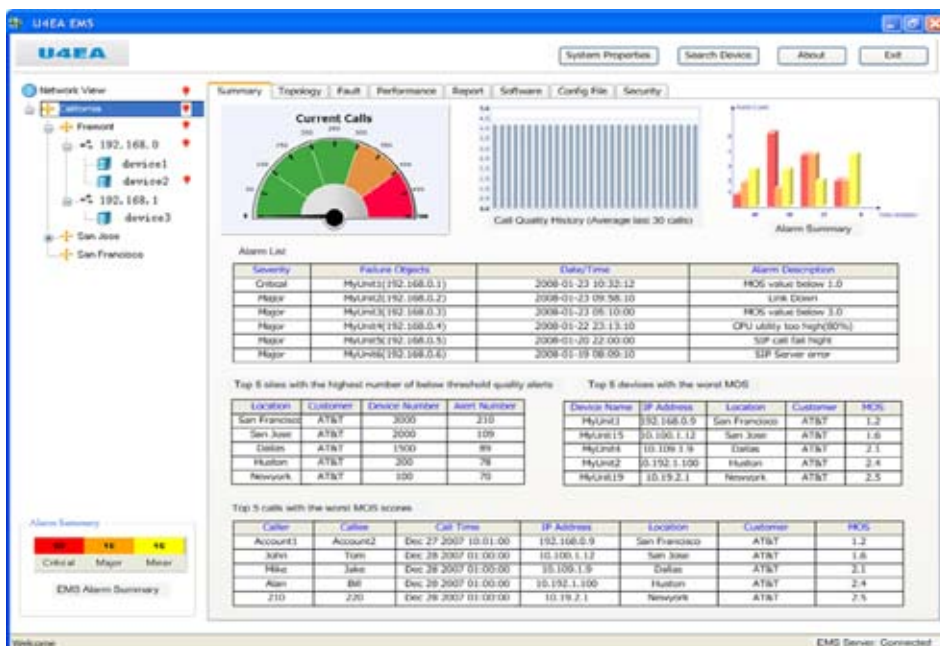 U4EA EMS
U4EA
System Properties Search Device About Exit
Network View
California
Fremont
192.168.0
device1
device2
192.168.1
device3
San Jose
San Francisco
Summary Topology Fault Performance Report Software Config File Security
Current Calls
Call Quality History (Average last 30 calls)
Alarm Summary
Alarm List
Severity Failure Objects Date/Time Alarm Description
Critical MyUnit1(192.168.0.1) 2008-01-23 10:32:12 MOS value below 1.0
Major MyUnit2(192.168.0.2) 2008-01-23 09:58:10 Link Down
Major MyUnit3(192.168.0.3) 2008-01-23 05:10:00 MOS value below 3.0
Major MyUnit4(192.168.0.4) 2008-01-22 23:13:10 CPU utility too high(80%)
Major MyUnit5(192.168.0.5) 2008-01-20 22:00:00 SIP call fail hight
Major MyUnit6(192.168.0.6) 2008-01-19 08:09:10 SIP Server error
Top 5 sites with the highest number of below threshold quality alerts
Location Customer Device Number Alert Number
San Francisco AT&T 3000 210
San Jose AT&T 2000 109
Dallas AT&T 1500 89
Huston AT&T 200 78
Newyork AT&T 100 70
Top 5 devices with the worst MOS
Device Name IP Address Location Customer MOS
MyUnit1 192.168.0.9 San Francisco AT&T 1.2
MyUnit15 10.100.1.12 San Jose AT&T 1.6
MyUnit4 10.109.1.9 Dallas AT&T 2.1
MyUnit2 10.192.1.100 Huston AT&T 2.4
MyUnit19 10.19.2.1 Newyork AT&T 2.5
Top 5 calls with the worst MOS scores
Caller Callee Call Time IP Address Location Customer MOS
Account1 Account2 Dec 27 2007 10:01:00 192.168.0.9 San Francisco AT&T 1.2
John Tom Dec 28 2007 01:00:00 10.100.1.12 San Jose AT&T 1.6
Mike Jake Dec 28 2007 01:00:00 10.109.1.9 Dallas AT&T 2.1
Alan Bill Dec 28 2007 01:00:00 10.192.1.100 Huston AT&T 2.4
210 220 Dec 28 2007 01:00:00 10.19.2.1 Newyork AT&T 2.5
Alarm Summary
Critical Major Minor
EMS Alarm Summary
Welcome
EMS Server: Connected